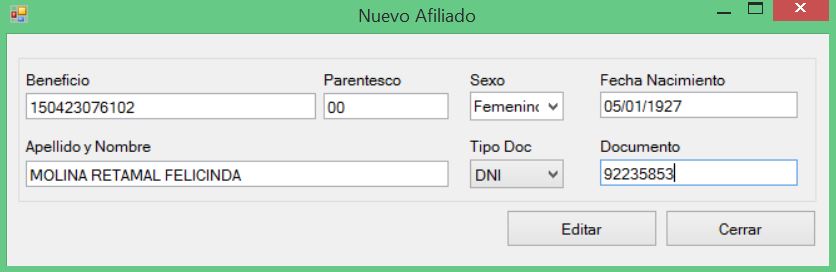 Nuevo Afiliado
Beneficio Parentesco Sexo Fecha Nacimiento
150423076102 00 Femenino 05/01/1927
Apellido y Nombre Tipo Doc Documento
MOLINA RETAMAL FELICINDA DNI 92235853
Editar Cerrar